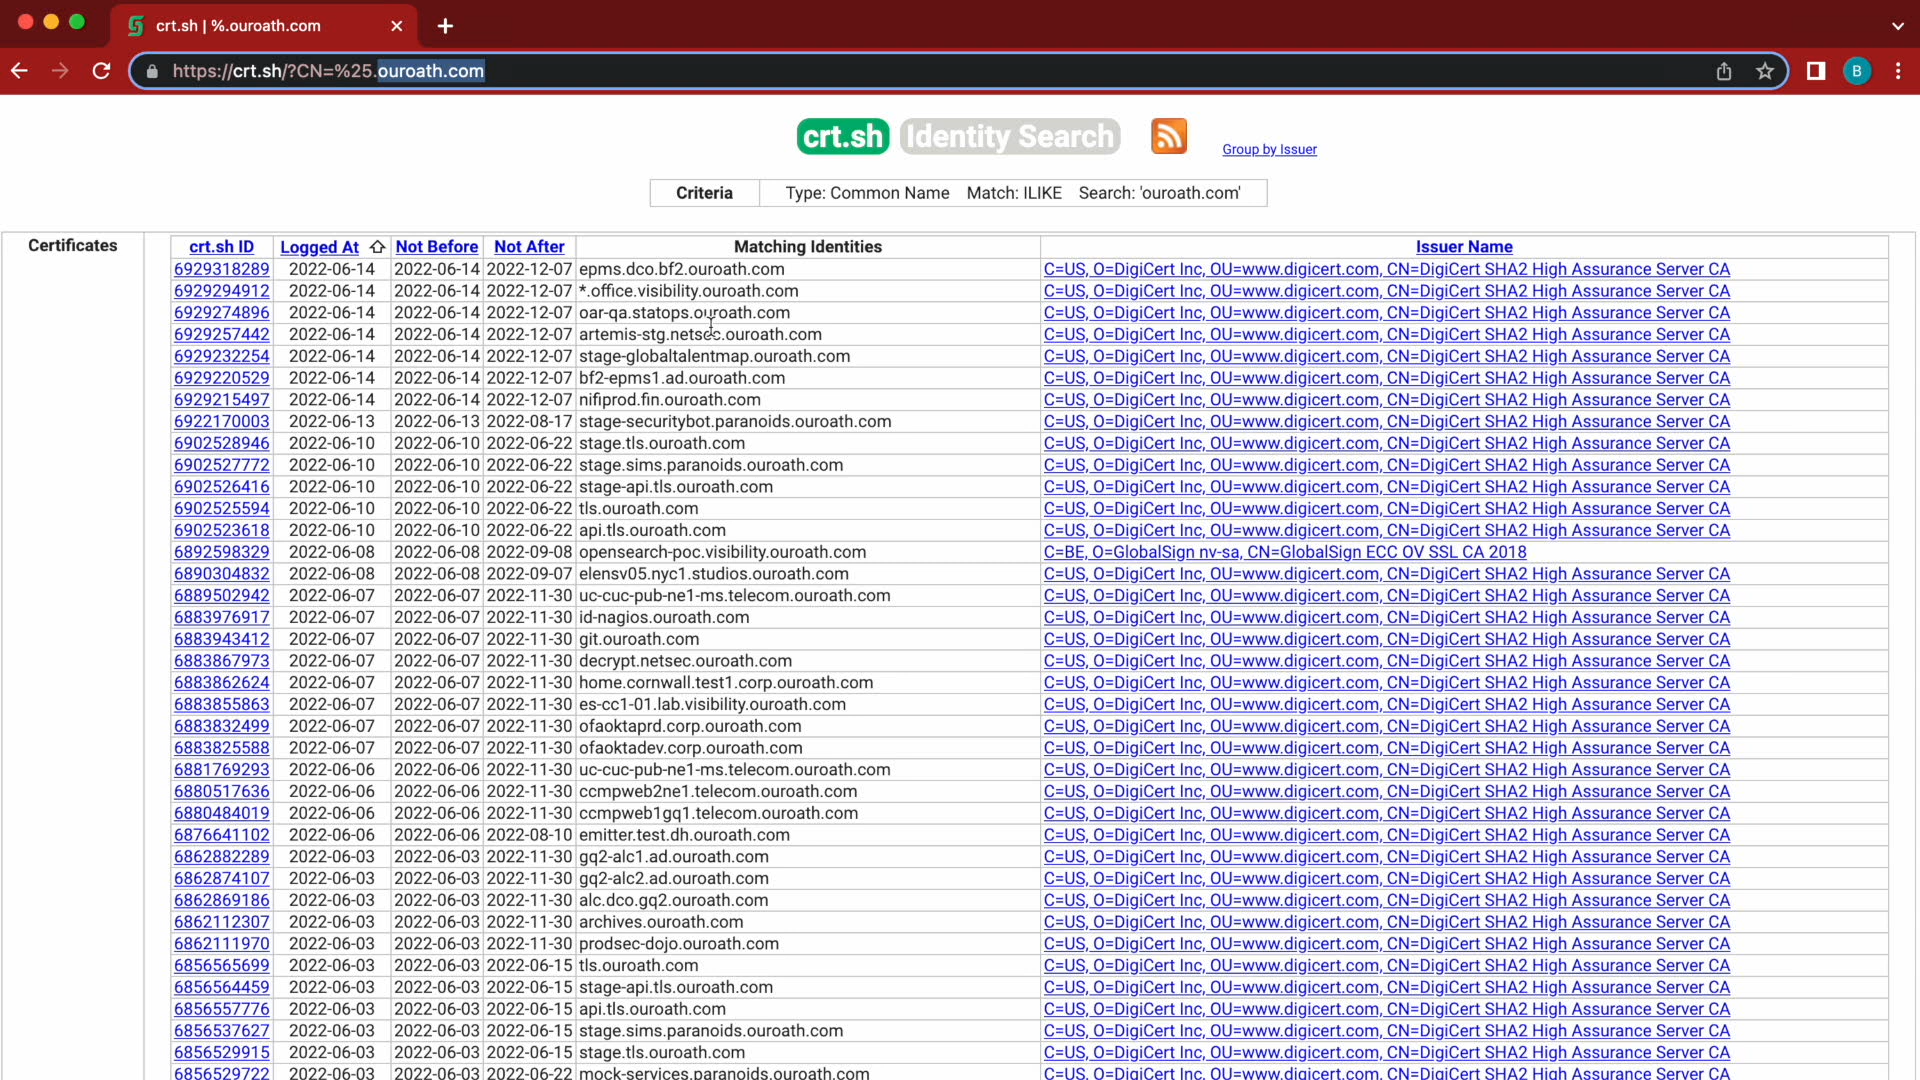 crt.sh | %.ouroath.com
https://crt.sh/?CN=%25.ouroath.com
B
crt.sh Identity Search
Group by Issuer
Criteria Type: Common Name Match: ILIKE Search: 'ouroath.com'
Certificates
crt.sh ID Logged At Not Before Not After Matching Identities Issuer Name
6929318289 2022-06-14 2022-06-14 2022-12-07 epms.dco.bf2.ouroath.com C=US, O=DigiCert Inc, OU=www.digicert.com, CN=DigiCert SHA2 High Assurance Server CA
6929294912 2022-06-14 2022-06-14 2022-12-07 *.office.visibility.ouroath.com C=US, O=DigiCert Inc, OU=www.digicert.com, CN=DigiCert SHA2 High Assurance Server CA
6929274896 2022-06-14 2022-06-14 2022-12-07 oar-qa.statops.ouroath.com C=US, O=DigiCert Inc, OU=www.digicert.com, CN=DigiCert SHA2 High Assurance Server CA
6929257442 2022-06-14 2022-06-14 2022-12-07 artemis-stg.netsec.ouroath.com C=US, O=DigiCert Inc, OU=www.digicert.com, CN=DigiCert SHA2 High Assurance Server CA
6929232254 2022-06-14 2022-06-14 2022-12-07 stage-globaltalentmap.ouroath.com C=US, O=DigiCert Inc, OU=www.digicert.com, CN=DigiCert SHA2 High Assurance Server CA
6929220529 2022-06-14 2022-06-14 2022-12-07 bf2-epms1.ad.ouroath.com C=US, O=DigiCert Inc, OU=www.digicert.com, CN=DigiCert SHA2 High Assurance Server CA
6929215497 2022-06-14 2022-06-14 2022-12-07 nifiprod.fin.ouroath.com C=US, O=DigiCert Inc, OU=www.digicert.com, CN=DigiCert SHA2 High Assurance Server CA
6922170003 2022-06-13 2022-06-13 2022-08-17 stage-securitybot.paranoids.ouroath.com C=US, O=DigiCert Inc, OU=www.digicert.com, CN=DigiCert SHA2 High Assurance Server CA
6902528946 2022-06-10 2022-06-10 2022-06-22 stage.tls.ouroath.com C=US, O=DigiCert Inc, OU=www.digicert.com, CN=DigiCert SHA2 High Assurance Server CA
6902527772 2022-06-10 2022-06-10 2022-06-22 stage.sims.paranoids.ouroath.com C=US, O=DigiCert Inc, OU=www.digicert.com, CN=DigiCert SHA2 High Assurance Server CA
6902526416 2022-06-10 2022-06-10 2022-06-22 stage-api.tls.ouroath.com C=US, O=DigiCert Inc, OU=www.digicert.com, CN=DigiCert SHA2 High Assurance Server CA
6902525594 2022-06-10 2022-06-10 2022-06-22 tls.ouroath.com C=US, O=DigiCert Inc, OU=www.digicert.com, CN=DigiCert SHA2 High Assurance Server CA
6902523618 2022-06-10 2022-06-10 2022-06-22 api.tls.ouroath.com C=US, O=DigiCert Inc, OU=www.digicert.com, CN=DigiCert SHA2 High Assurance Server CA
6892598329 2022-06-08 2022-06-08 2022-09-08 opensearch-poc.visibility.ouroath.com C=BE, O=GlobalSign nv-sa, CN=GlobalSign ECC OV SSL CA 2018
6890304832 2022-06-08 2022-06-08 2022-09-07 elensv05.nyc1.studios.ouroath.com C=US, O=DigiCert Inc, OU=www.digicert.com, CN=DigiCert SHA2 High Assurance Server CA
6889502942 2022-06-07 2022-06-07 2022-11-30 uc-cuc-pub-ne1-ms.telecom.ouroath.com C=US, O=DigiCert Inc, OU=www.digicert.com, CN=DigiCert SHA2 High Assurance Server CA
6883976917 2022-06-07 2022-06-07 2022-11-30 id-nagios.ouroath.com C=US, O=DigiCert Inc, OU=www.digicert.com, CN=DigiCert SHA2 High Assurance Server CA
6883943412 2022-06-07 2022-06-07 2022-11-30 git.ouroath.com C=US, O=DigiCert Inc, OU=www.digicert.com, CN=DigiCert SHA2 High Assurance Server CA
6883867973 2022-06-07 2022-06-07 2022-11-30 decrypt.netsec.ouroath.com C=US, O=DigiCert Inc, OU=www.digicert.com, CN=DigiCert SHA2 High Assurance Server CA
6883862624 2022-06-07 2022-06-07 2022-11-30 home.cornwall.test1.corp.ouroath.com C=US, O=DigiCert Inc, OU=www.digicert.com, CN=DigiCert SHA2 High Assurance Server CA
6883855863 2022-06-07 2022-06-07 2022-11-30 es-cc1-01.lab.visibility.ouroath.com C=US, O=DigiCert Inc, OU=www.digicert.com, CN=DigiCert SHA2 High Assurance Server CA
6883832499 2022-06-07 2022-06-07 2022-11-30 ofaoktaprd.corp.ouroath.com C=US, O=DigiCert Inc, OU=www.digicert.com, CN=DigiCert SHA2 High Assurance Server CA
6883825588 2022-06-07 2022-06-07 2022-11-30 ofaoktadev.corp.ouroath.com C=US, O=DigiCert Inc, OU=www.digicert.com, CN=DigiCert SHA2 High Assurance Server CA
6881769293 2022-06-06 2022-06-06 2022-11-30 uc-cuc-pub-ne1-ms.telecom.ouroath.com C=US, O=DigiCert Inc, OU=www.digicert.com, CN=DigiCert SHA2 High Assurance Server CA
6880517636 2022-06-06 2022-06-06 2022-11-30 ccmpweb2ne1.telecom.ouroath.com C=US, O=DigiCert Inc, OU=www.digicert.com, CN=DigiCert SHA2 High Assurance Server CA
6880484019 2022-06-06 2022-06-06 2022-11-30 ccmpweb1gq1.telecom.ouroath.com C=US, O=DigiCert Inc, OU=www.digicert.com, CN=DigiCert SHA2 High Assurance Server CA
6876641102 2022-06-06 2022-06-06 2022-08-10 emitter.test.dh.ouroath.com C=US, O=DigiCert Inc, OU=www.digicert.com, CN=DigiCert SHA2 High Assurance Server CA
6862882289 2022-06-03 2022-06-03 2022-11-30 gq2-alc1.ad.ouroath.com C=US, O=DigiCert Inc, OU=www.digicert.com, CN=DigiCert SHA2 High Assurance Server CA
6862874107 2022-06-03 2022-06-03 2022-11-30 gq2-alc2.ad.ouroath.com C=US, O=DigiCert Inc, OU=www.digicert.com, CN=DigiCert SHA2 High Assurance Server CA
6862869186 2022-06-03 2022-06-03 2022-11-30 alc.dco.gq2.ouroath.com C=US, O=DigiCert Inc, OU=www.digicert.com, CN=DigiCert SHA2 High Assurance Server CA
6862112307 2022-06-03 2022-06-03 2022-11-30 archives.ouroath.com C=US, O=DigiCert Inc, OU=www.digicert.com, CN=DigiCert SHA2 High Assurance Server CA
6862111970 2022-06-03 2022-06-03 2022-11-30 prodsec-dojo.ouroath.com C=US, O=DigiCert Inc, OU=www.digicert.com, CN=DigiCert SHA2 High Assurance Server CA
6856565699 2022-06-03 2022-06-03 2022-06-15 tls.ouroath.com C=US, O=DigiCert Inc, OU=www.digicert.com, CN=DigiCert SHA2 High Assurance Server CA
6856564459 2022-06-03 2022-06-03 2022-06-15 stage-api.tls.ouroath.com C=US, O=DigiCert Inc, OU=www.digicert.com, CN=DigiCert SHA2 High Assurance Server CA
6856557776 2022-06-03 2022-06-03 2022-06-15 api.tls.ouroath.com C=US, O=DigiCert Inc, OU=www.digicert.com, CN=DigiCert SHA2 High Assurance Server CA
6856537627 2022-06-03 2022-06-03 2022-06-15 stage.sims.paranoids.ouroath.com C=US, O=DigiCert Inc, OU=www.digicert.com, CN=DigiCert SHA2 High Assurance Server CA
6856529915 2022-06-03 2022-06-03 2022-06-15 stage.tls.ouroath.com C=US, O=DigiCert Inc, OU=www.digicert.com, CN=DigiCert SHA2 High Assurance Server CA
6856529722 2022-06-03 2022-06-03 2022-06-22 mock-services.paranoids.ouroath.com C=US, O=DigiCert Inc, OU=www.digicert.com, CN=DigiCert SHA2 High Assurance Server CA